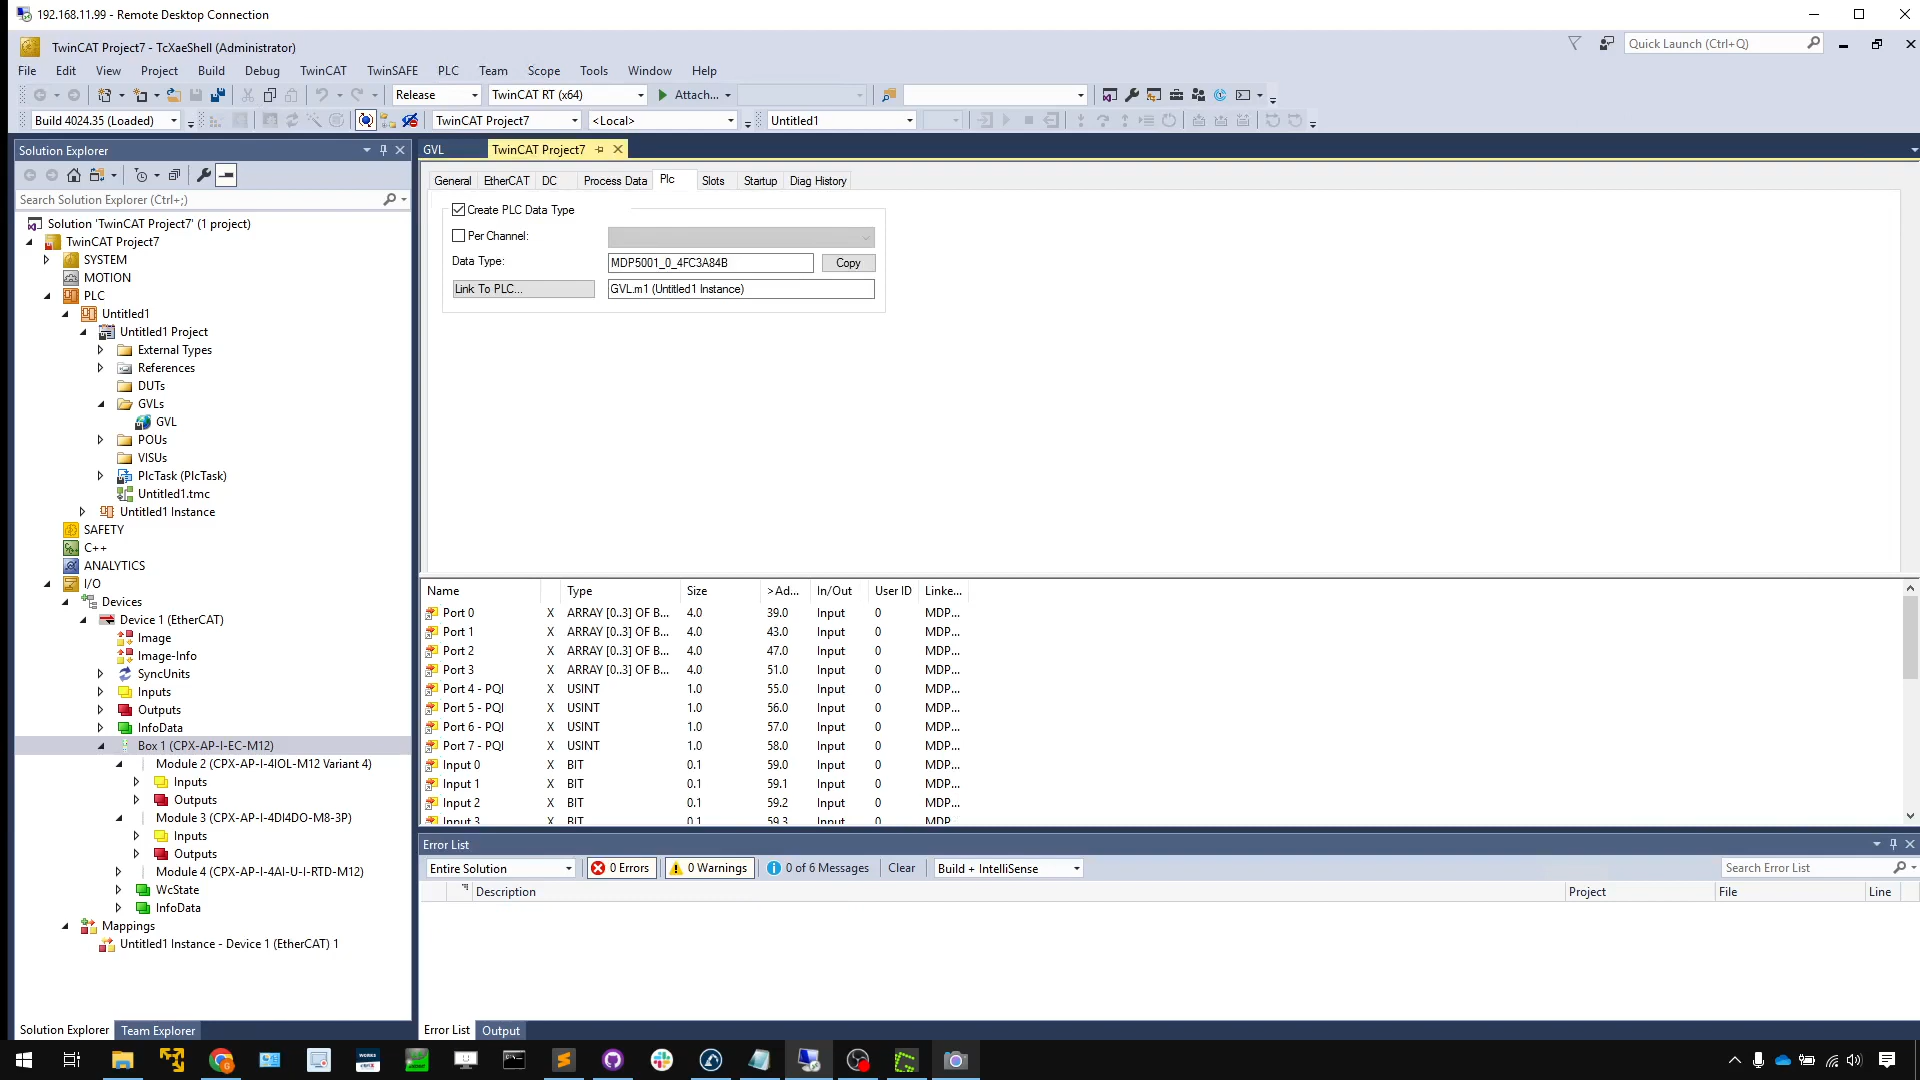 192.168.11.99 - Remote Desktop Connection
TwinCAT Project7 - TcXaeShell (Administrator)
Quick Launch (Ctrl+Q)
File Edit View Project Build Debug TwinCAT TwinSAFE PLC Team Scope Tools Window Help
Release TwinCAT RT (x64) Attach...
Build 4024.35 (Loaded) TwinCAT Project7 <Local> Untitled1
Solution Explorer
Search Solution Explorer (Ctrl+;)
Solution 'TwinCAT Project7' (1 project)
TwinCAT Project7
SYSTEM
MOTION
PLC
Untitled1
Untitled1 Project
External Types
References
DUTs
GVLs
GVL
POUs
VISUs
PlcTask (PlcTask)
Untitled1.tmc
Untitled1 Instance
SAFETY
C++
ANALYTICS
I/O
Devices
Device 1 (EtherCAT)
Image
Image-Info
SyncUnits
Inputs
Outputs
InfoData
Box 1 (CPX-AP-I-EC-M12)
Module 2 (CPX-AP-I-4IOL-M12 Variant 4)
Inputs
Outputs
Module 3 (CPX-AP-I-4DI4DO-M8-3P)
Inputs
Outputs
Module 4 (CPX-AP-I-4AI-U-I-RTD-M12)
WcState
InfoData
Mappings
Untitled1 Instance - Device 1 (EtherCAT) 1
Solution Explorer Team Explorer
GVL TwinCAT Project7
General EtherCAT DC Process Data Plc Slots Startup Diag History
Create PLC Data Type
Per Channel:
Data Type: MDP5001_0_4FC3A84B Copy
Link To PLC... GVL.m1 (Untitled1 Instance)
Name Type Size >Ad... In/Out User ID Linke...
Port 0 X ARRAY [0..3] OF B... 4.0 39.0 Input 0 MDP...
Port 1 X ARRAY [0..3] OF B... 4.0 43.0 Input 0 MDP...
Port 2 X ARRAY [0..3] OF B... 4.0 47.0 Input 0 MDP...
Port 3 X ARRAY [0..3] OF B... 4.0 51.0 Input 0 MDP...
Port 4 - PQI X USINT 1.0 55.0 Input 0 MDP...
Port 5 - PQI X USINT 1.0 56.0 Input 0 MDP...
Port 6 - PQI X USINT 1.0 57.0 Input 0 MDP...
Port 7 - PQI X USINT 1.0 58.0 Input 0 MDP...
Input 0 X BIT 0.1 59.0 Input 0 MDP...
Input 1 X BIT 0.1 59.1 Input 0 MDP...
Input 2 X BIT 0.1 59.2 Input 0 MDP...
Input 3 X BIT 0.1 59.3 Input 0 MDP...
Error List
Entire Solution 0 Errors 0 Warnings 0 of 6 Messages Clear Build + IntelliSense Search Error List
Description Project File Line
Error List Output